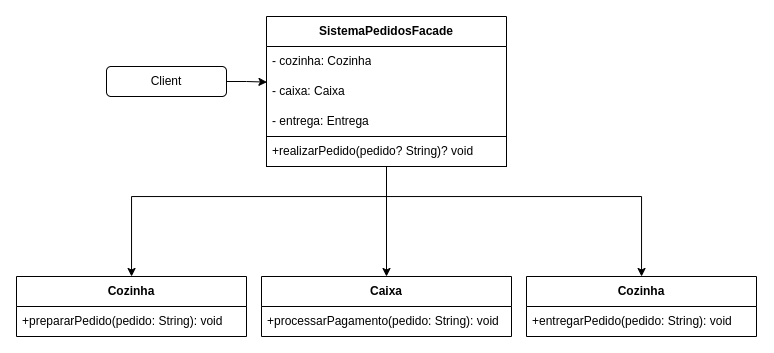 SistemaPedidosFacade
- cozinha: Cozinha
Client
- caixa: Caixa
- entrega: Entrega
+realizarPedido(pedido? String)? void
Cozinha
+prepararPedido(pedido: String): void
Caixa
+processarPagamento(pedido: String): void
Cozinha
+entregarPedido(pedido: String): void